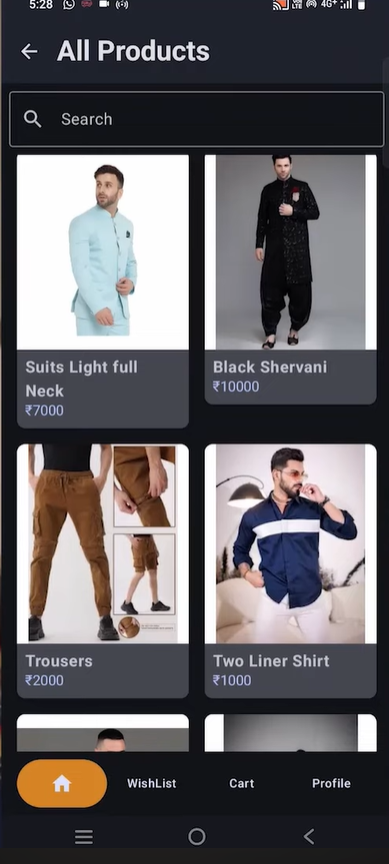 5:28
4G+
All Products
Search
Suits Light full
Neck
₹7000
Black Shervani
₹10000
Trousers
₹2000
Two Liner Shirt
₹1000
WishList
Cart
Profile